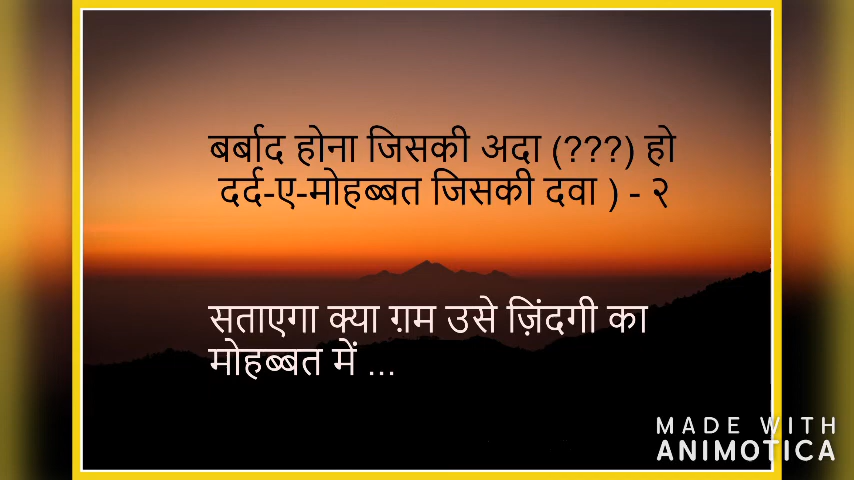 बर्बाद होना जिसकी अदा (???) हो
दर्द-ए-मोहब्बत जिसकी दवा ) - २
सताएगा क्या ग़म उसे ज़िंदगी का
मोहब्बत में ...
MADE WITH
ANIMOTICA